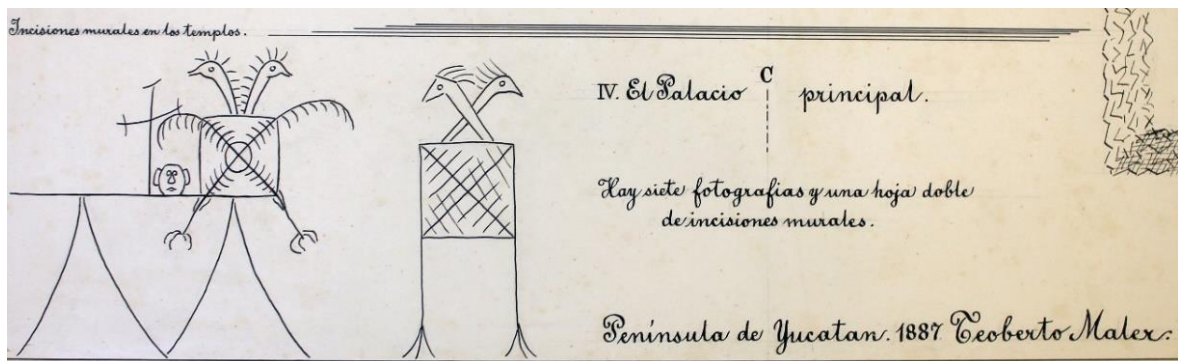 Incisiones murales en los templos.
IV. El Palacio C principal.
Hay siete fotografias y una hoja doble
de incisiones murales.
Península de Yucatan. 1887 Teoberto Maler.